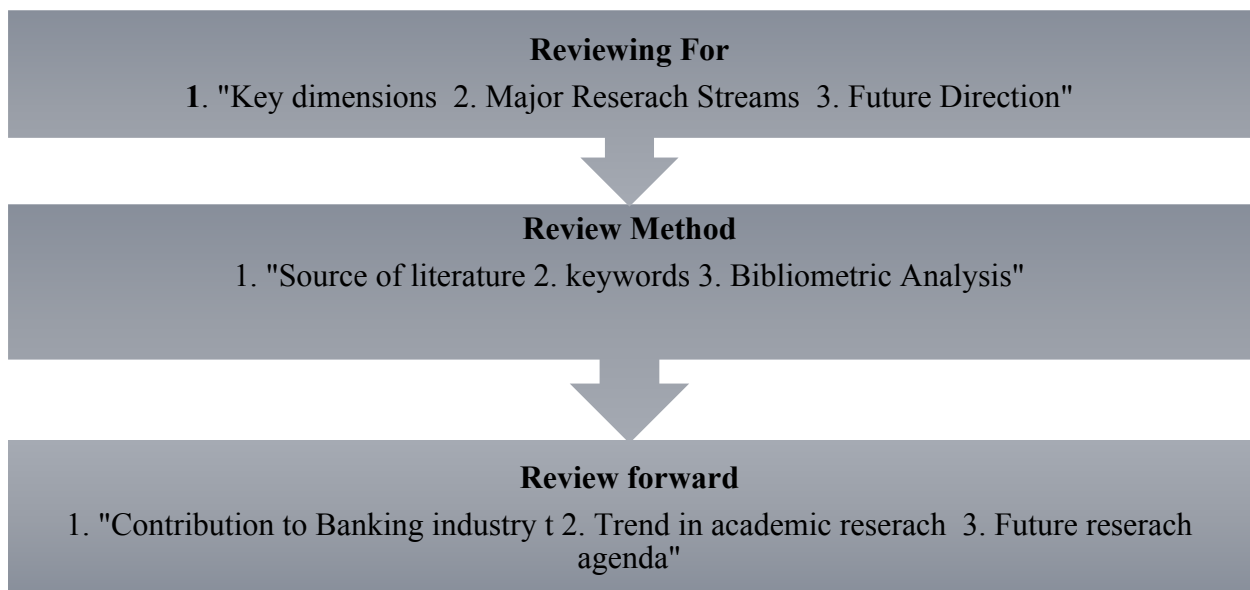 Reviewing For
1. "Key dimensions 2. Major Reserach Streams 3. Future Direction"
Review Method
1. "Source of literature 2. keywords 3. Bibliometric Analysis"
Review forward
1. "Contribution to Banking industry t 2. Trend in academic reserach 3. Future reserach
agenda"